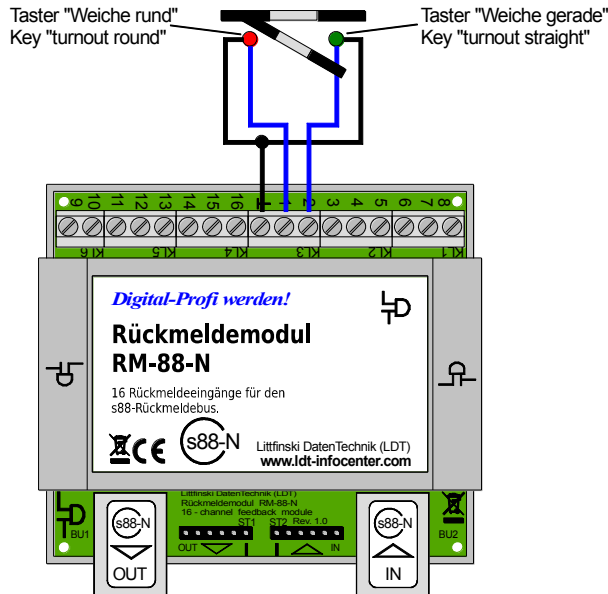 Taster "Weiche rund"
Key "turnout round"
Taster "Weiche gerade"
Key "turnout straight"
9 10 11 12 13 14 15 16 1 2 3 4 5 6 7 8
KL6 KL5 KL4 KL3 KL2 KL1
Digital-Profi werden!
Rückmeldemodul
RM-88-N
16 Rückmeldeeingänge für den
s88-Rückmeldebus.
CE
s88-N
Littfinski DatenTechnik (LDT)
www.ldt-infocenter.com
Littfinski DatenTechnik (LDT)
Rückmeldemodul RM-88-N
16 - channel feedback module
ST1 ST2 Rev. 1.0
OUT IN
BU1
BU2
s88-N
OUT
s88-N
IN